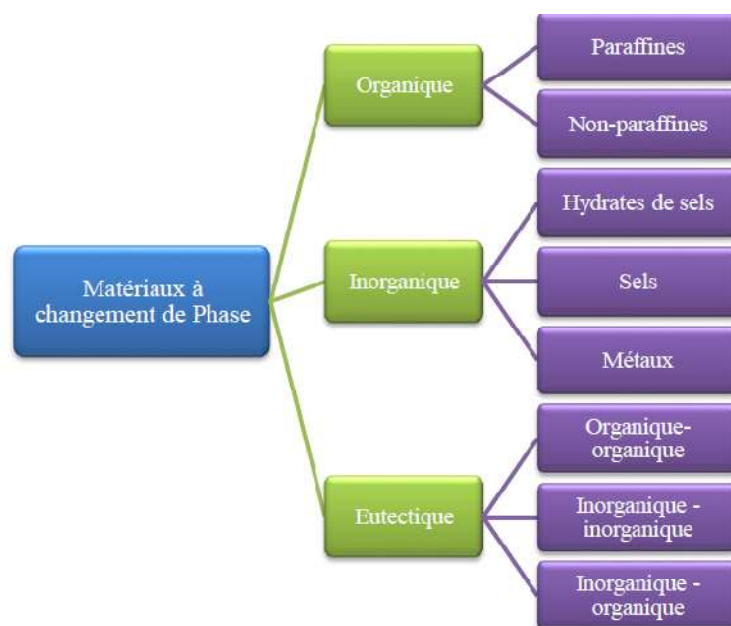 Matériaux à
changement de Phase
Organique
Paraffines
Non-paraffines
Inorganique
Hydrates de sels
Sels
Métaux
Eutectique
Organique-
organique
Inorganique -
inorganique
Inorganique -
organique